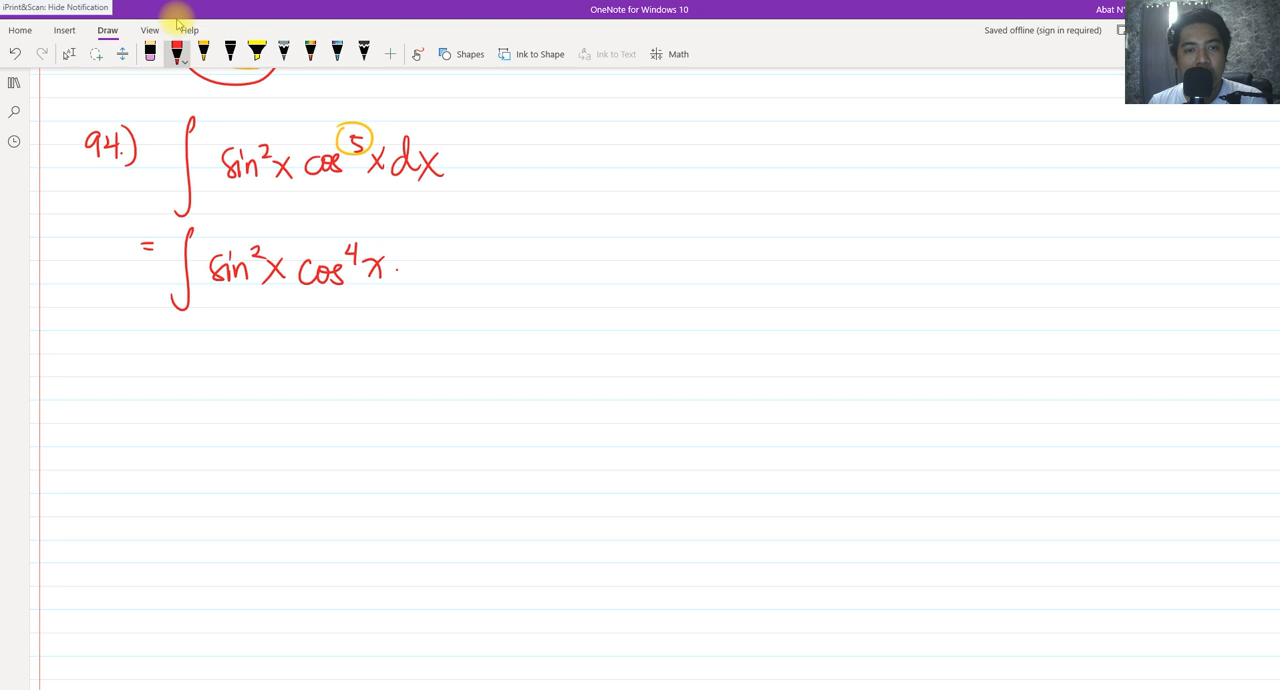 iPrint&Scan: Hide Notification
OneNote for Windows 10
Abat N
Home Insert Draw View Help
Saved offline (sign in required)
Shapes Ink to Shape Ink to Text Math
94.) ∫ sin²x cos⁵x dx
= ∫ sin²x cos⁴x ·